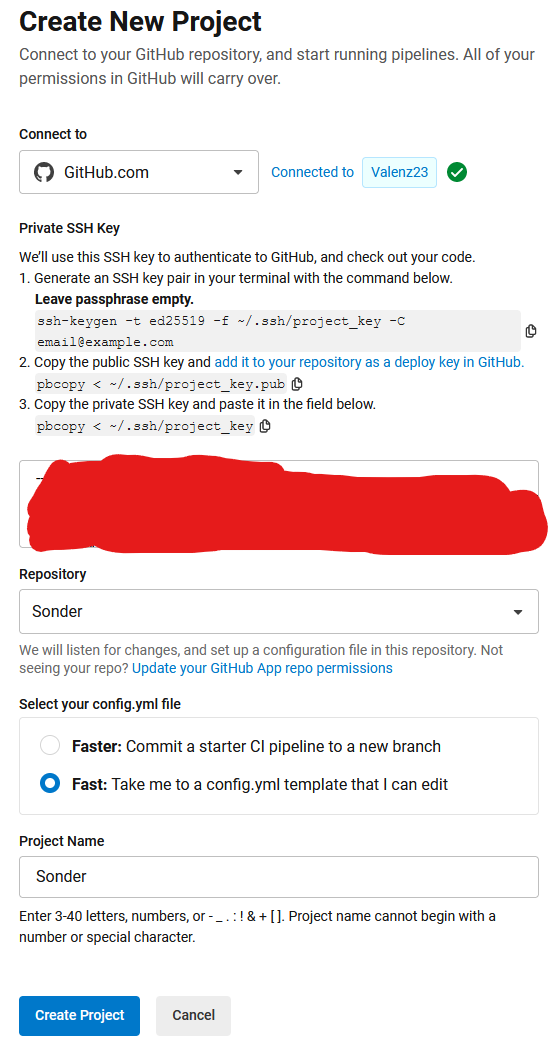 Create New Project
Connect to your GitHub repository, and start running pipelines. All of your
permissions in GitHub will carry over.
Connect to
GitHub.com
Connected to Valenz23
Private SSH Key
We'll use this SSH key to authenticate to GitHub, and check out your code.
1. Generate an SSH key pair in your terminal with the command below.
Leave passphrase empty.
ssh-keygen -t ed25519 -f ~/.ssh/project_key -C
email@example.com
2. Copy the public SSH key and add it to your repository as a deploy key in GitHub.
pbcopy < ~/.ssh/project_key.pub
3. Copy the private SSH key and paste it in the field below.
pbcopy < ~/.ssh/project_key
Repository
Sonder
We will listen for changes, and set up a configuration file in this repository. Not
seeing your repo? Update your GitHub App repo permissions
Select your config.yml file
Faster: Commit a starter CI pipeline to a new branch
Fast: Take me to a config.yml template that I can edit
Project Name
Sonder
Enter 3-40 letters, numbers, or - _ . : ! & + [ ]. Project name cannot begin with a
number or special character.
Create Project
Cancel